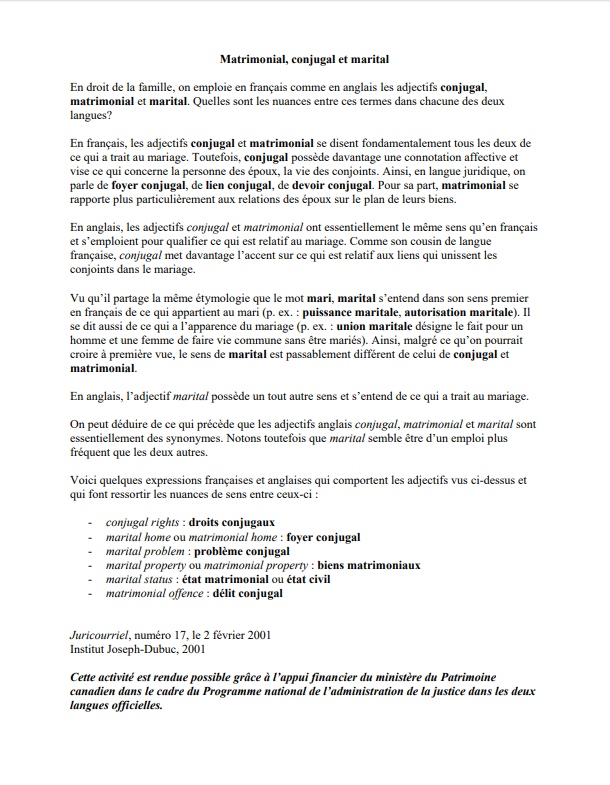 Matrimonial, conjugal et marital
En droit de la famille, on emploie en français comme en anglais les adjectifs conjugal,
matrimonial et marital. Quelles sont les nuances entre ces termes dans chacune des deux
langues?
En français, les adjectifs conjugal et matrimonial se disent fondamentalement tous les deux de
ce qui a trait au mariage. Toutefois, conjugal possède davantage une connotation affective et
vise ce qui concerne la personne des époux, la vie des conjoints. Ainsi, en langue juridique, on
parle de foyer conjugal, de lien conjugal, de devoir conjugal. Pour sa part, matrimonial se
rapporte plus particulièrement aux relations des époux sur le plan de leurs biens.
En anglais, les adjectifs conjugal et matrimonial ont essentiellement le même sens qu'en français
et s'emploient pour qualifier ce qui est relatif au mariage. Comme son cousin de langue
française, conjugal met davantage l'accent sur ce qui est relatif aux liens qui unissent les
conjoints dans le mariage.
Vu qu'il partage la même étymologie que le mot mari, marital s'entend dans son sens premier
en français de ce qui appartient au mari (p. ex. : puissance maritale, autorisation maritale). Il
se dit aussi de ce qui a l'apparence du mariage (p. ex. : union maritale désigne le fait pour un
homme et une femme de faire vie commune sans être mariés). Ainsi, malgré ce qu'on pourrait
croire à première vue, le sens de marital est passablement différent de celui de conjugal et
matrimonial.
En anglais, l'adjectif marital possède un tout autre sens et s'entend de ce qui a trait au mariage.
On peut déduire de ce qui précède que les adjectifs anglais conjugal, matrimonial et marital sont
essentiellement des synonymes. Notons toutefois que marital semble être d'un emploi plus
fréquent que les deux autres.
Voici quelques expressions françaises et anglaises qui comportent les adjectifs vus ci-dessus et
qui font ressortir les nuances de sens entre ceux-ci :
- conjugal rights : droits conjugaux
- marital home ou matrimonial home : foyer conjugal
- marital problem : problème conjugal
- marital property ou matrimonial property : biens matrimoniaux
- marital status : état matrimonial ou état civil
- matrimonial offence : délit conjugal
Juricourriel, numéro 17, le 2 février 2001
Institut Joseph-Dubuc, 2001
Cette activité est rendue possible grâce à l'appui financier du ministère du Patrimoine
canadien dans le cadre du Programme national de l'administration de la justice dans les deux
langues officielles.